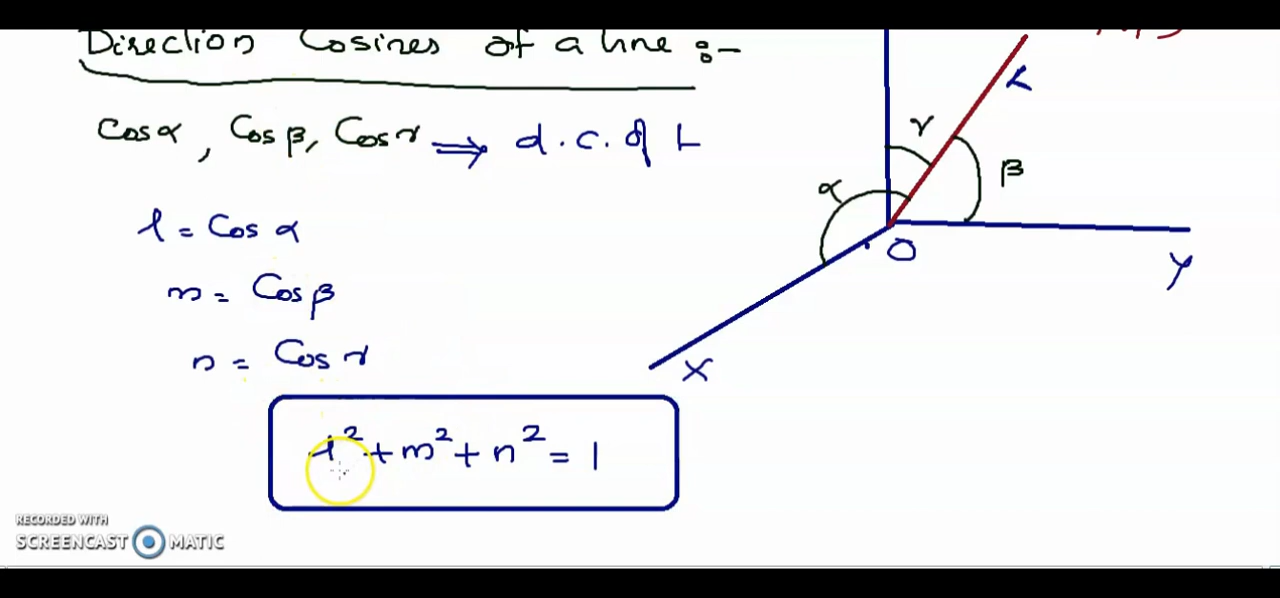 Direction Cosines of a line :-
Cos α, Cos β, Cos γ ⟹ d.c. of L
l = Cos α
m = Cos β
n = Cos γ
l² + m² + n² = 1
L
γ
β
α
O
Y
X
RECORDED WITH
SCREENCAST MATIC